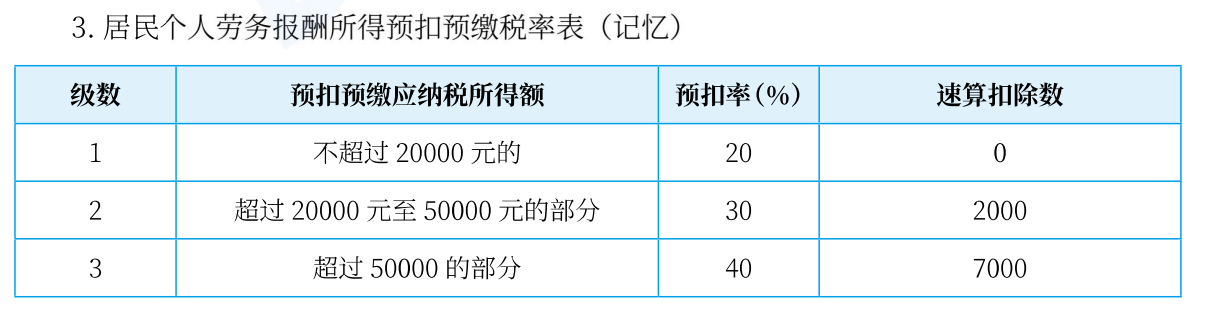 3. 居民个人劳务报酬所得预扣预缴税率表（记忆）
级数 预扣预缴应纳税所得额 预扣率(%) 速算扣除数
1 不超过 20000 元的 20 0
2 超过 20000 元至 50000 元的部分 30 2000
3 超过 50000 的部分 40 7000